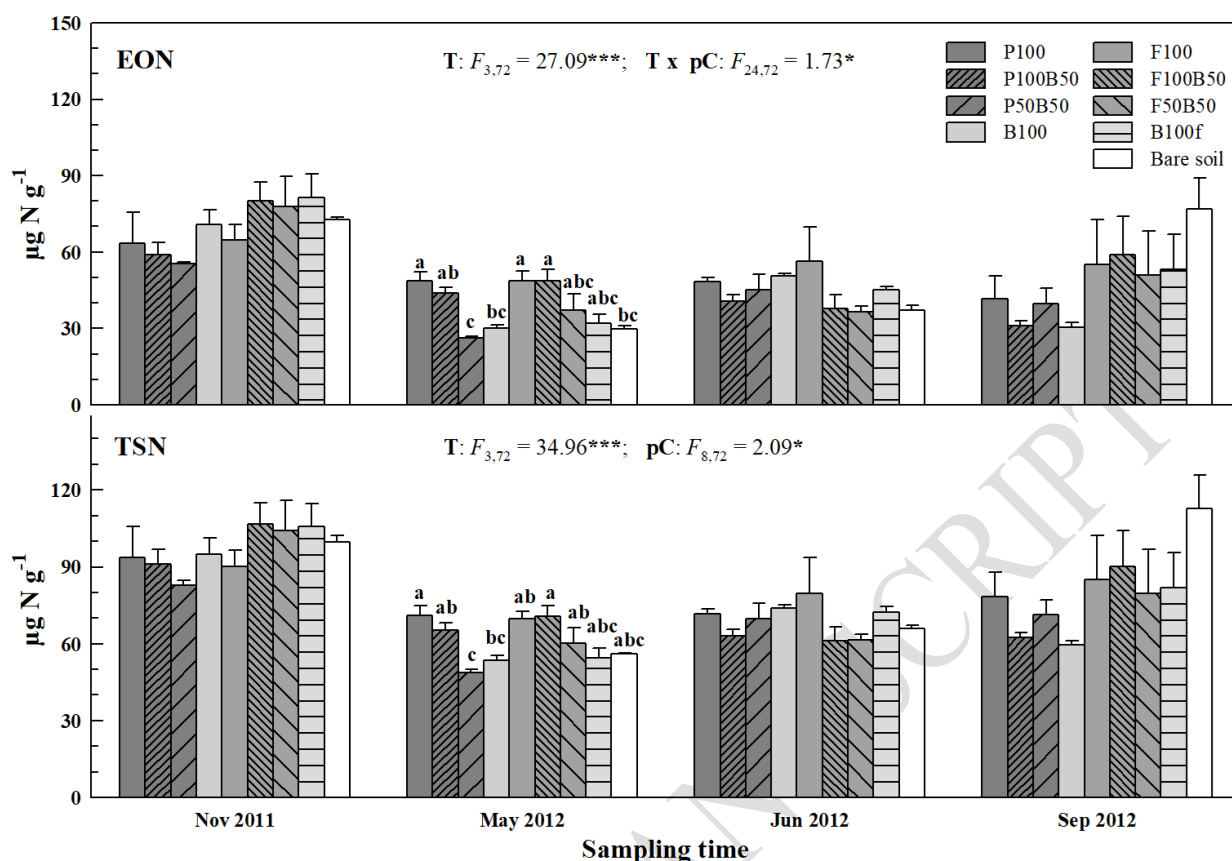 150
120
90
60
30
0
µg N g-1
EON
T: F3,72 = 27.09***; T x pC: F24,72 = 1.73*
P100
F100
P100B50
F100B50
P50B50
F50B50
B100
B100f
Bare soil
a
ab
c
bc
a
a
abc
abc
bc
120
90
60
30
0
µg N g-1
TSN
T: F3,72 = 34.96***; pC: F8,72 = 2.09*
a
ab
c
bc
ab
a
abc
abc
abc
Nov 2011
May 2012
Jun 2012
Sep 2012
Sampling time